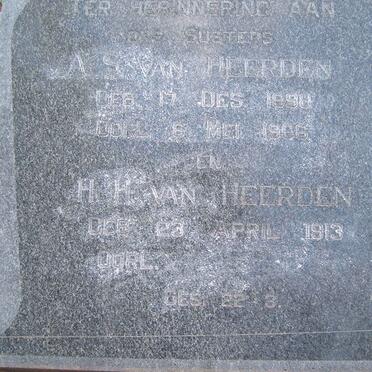 TER HERINNERING AAN
SUSTERS
A. S. VAN HEERDEN
GEB. 17 DES. 1890
OORL. 6 MEI 1906
EN
H. H. VAN HEERDEN
GEB. 23 APRIL 1913
OORL.
GES. 22 3.